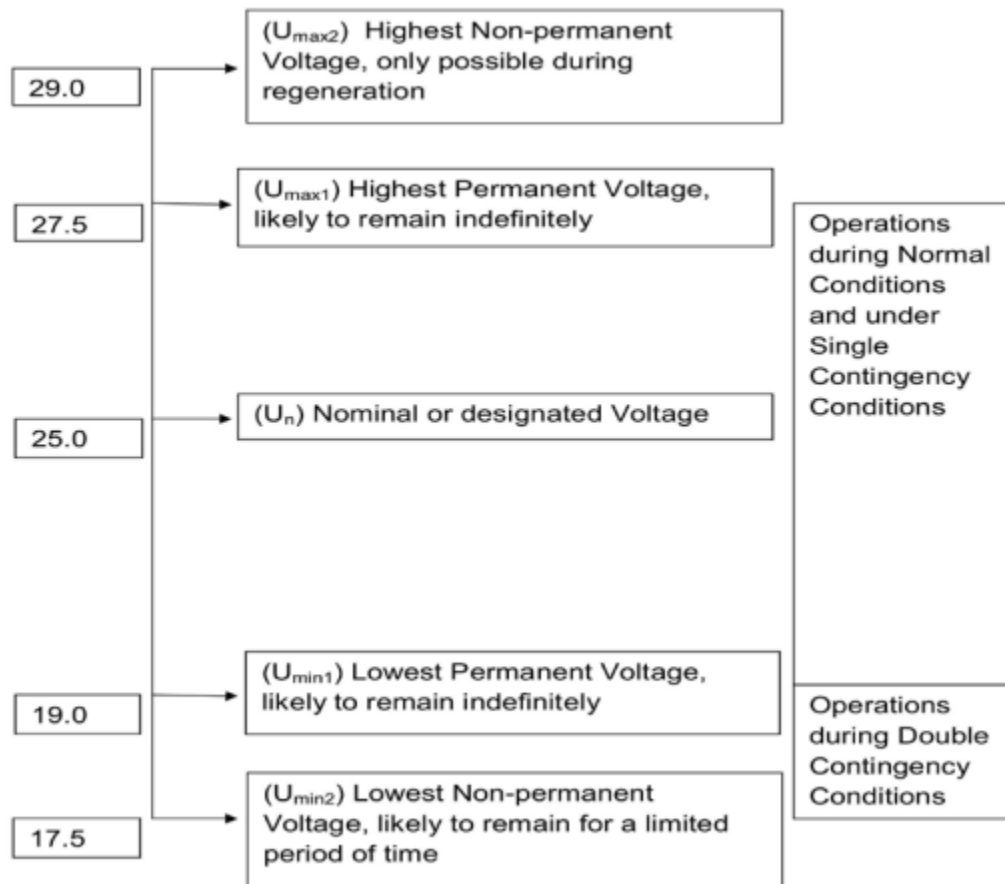 29.0
(Umax2) Highest Non-permanent
Voltage, only possible during
regeneration
27.5
(Umax1) Highest Permanent Voltage,
likely to remain indefinitely
Operations
during Normal
Conditions
and under
Single
Contingency
Conditions
25.0
(Un) Nominal or designated Voltage
19.0
(Umin1) Lowest Permanent Voltage,
likely to remain indefinitely
Operations
during Double
Contingency
Conditions
17.5
(Umin2) Lowest Non-permanent
Voltage, likely to remain for a limited
period of time